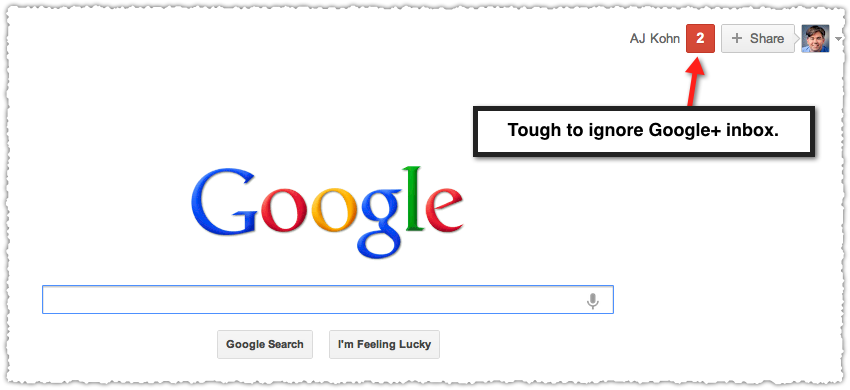 AJ Kohn 2 + Share
Tough to ignore Google+ inbox.
Google
Google Search I'm Feeling Lucky